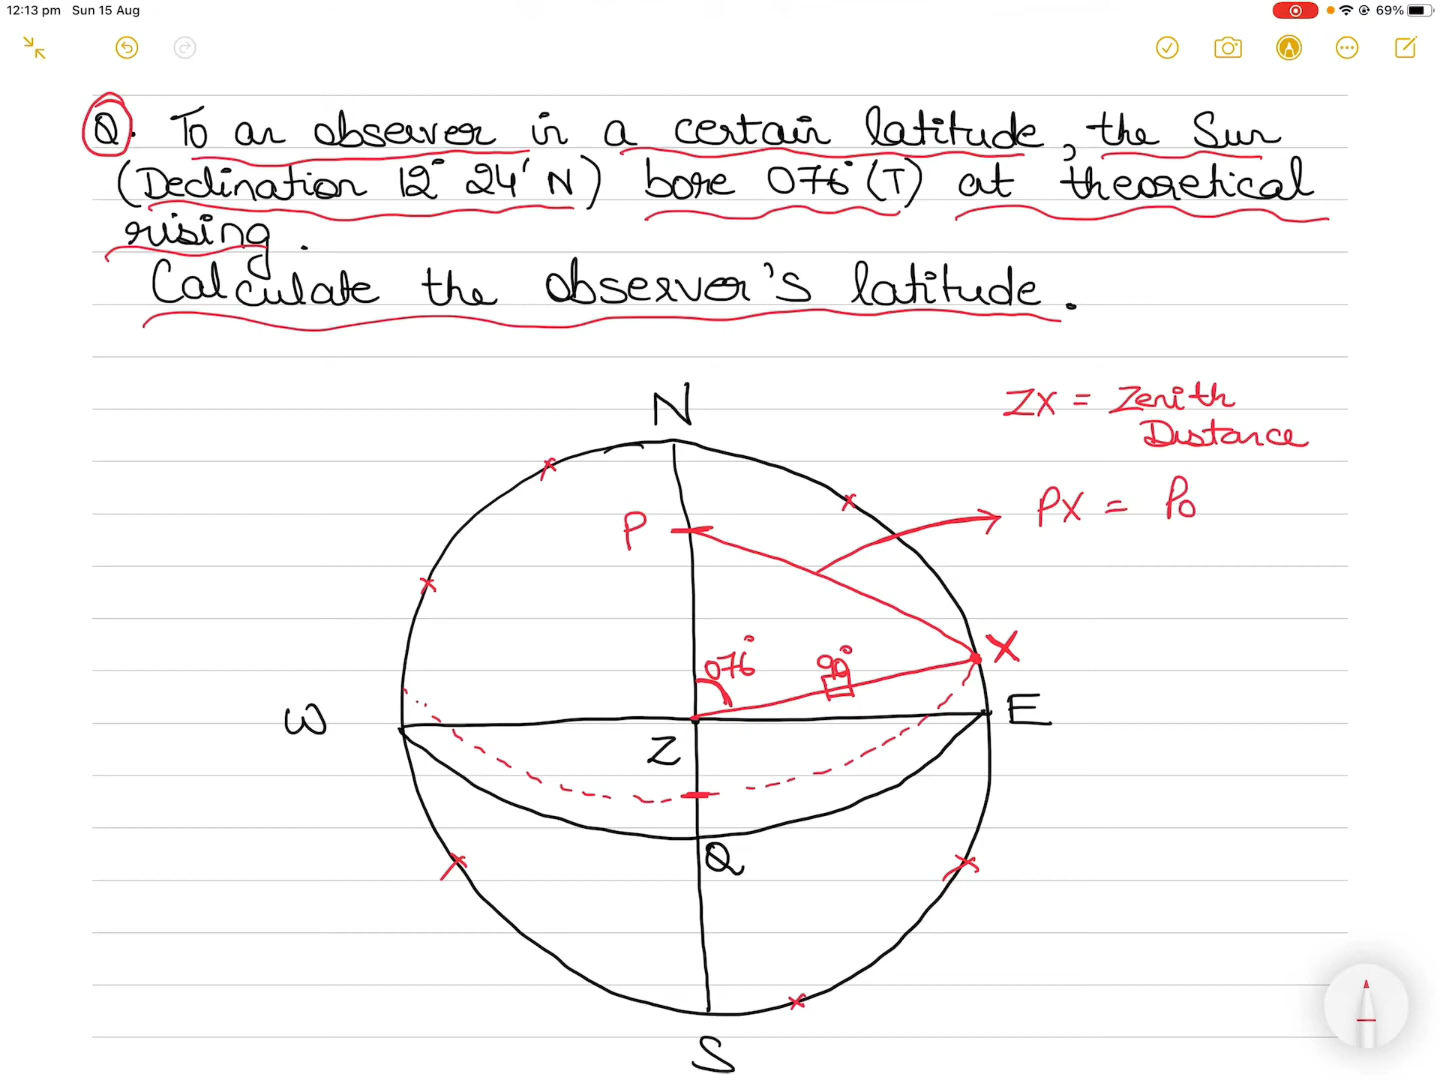 12:13 pm Sun 15 Aug
69%
Q. To an observer in a certain latitude, the Sun
(Declination 12° 24' N) bore 076° (T) at theoretical
rising.
Calculate the observer's latitude.
N
ZX = Zenith
Distance
P
PX = PD
076°
90°
X
W
E
Z
Q
S